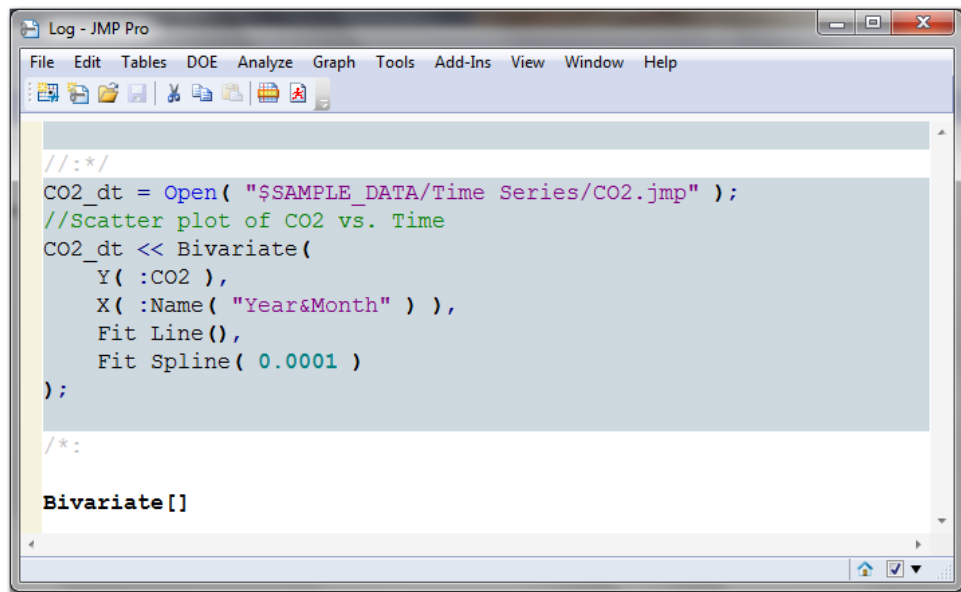 Log - JMP Pro
File Edit Tables DOE Analyze Graph Tools Add-Ins View Window Help
//:*/
CO2_dt = Open( "$SAMPLE_DATA/Time Series/CO2.jmp" );
//Scatter plot of CO2 vs. Time
CO2_dt << Bivariate(
    Y( :CO2 ),
    X( :Name( "Year&Month" ) ),
    Fit Line(),
    Fit Spline( 0.0001 )
);
/*:
Bivariate[]